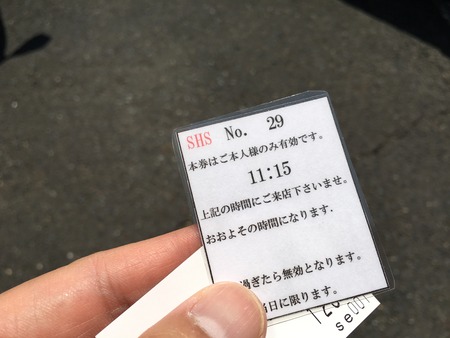 SHS No. 29
本券はご本人様のみ有効です。
11:15
上記の時間にご来店下さいませ。
おおよその時間になります.
過ぎたら無効となります。
日に限ります。